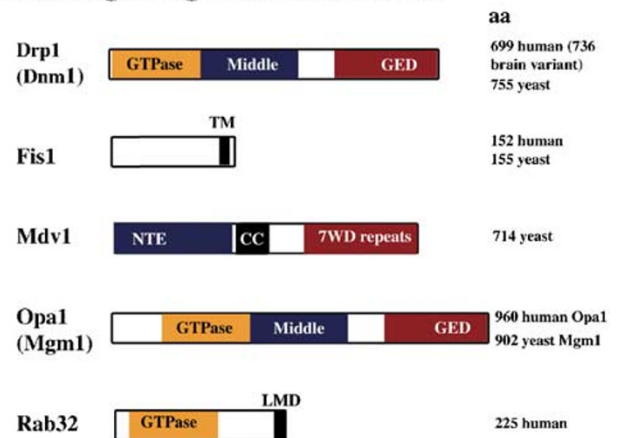 aa
Drp1
(Dnm1)
GTPase Middle GED
699 human (736
brain variant)
755 yeast
TM
Fis1
152 human
155 yeast
Mdv1
NTE CC 7WD repeats
714 yeast
Opa1
(Mgm1)
GTPase Middle GED
960 human Opa1
902 yeast Mgm1
LMD
Rab32
GTPase
225 human